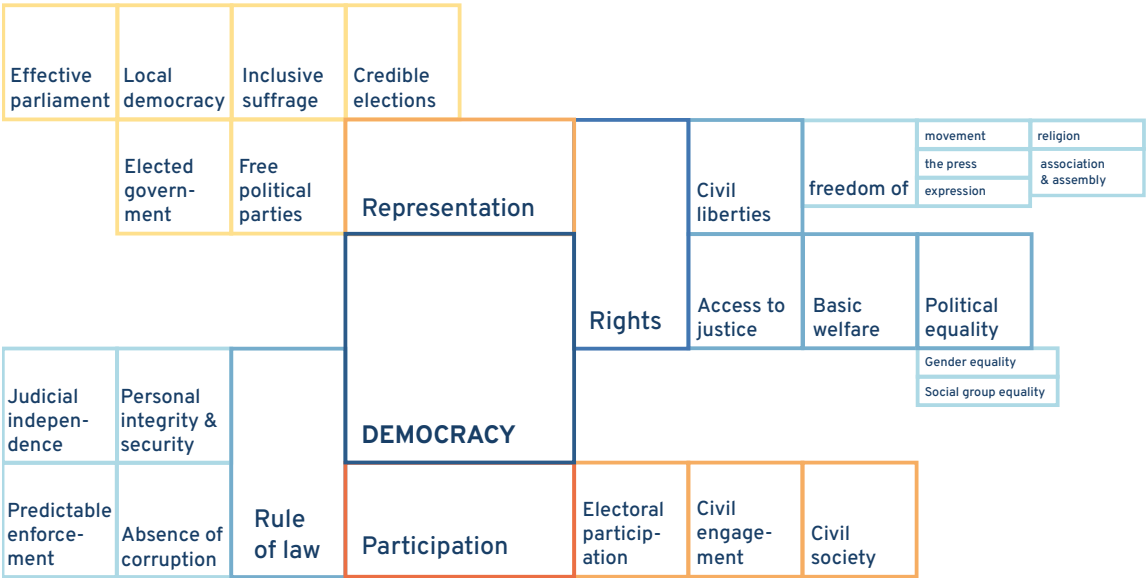 Effective
parliament
Local
democracy
Inclusive
suffrage
Credible
elections
Elected
govern-
ment
Free
political
parties
Representation
Rights
Civil
liberties
freedom of
movement
the press
expression
religion
association
& assembly
Access to
justice
Basic
welfare
Political
equality
Gender equality
Social group equality
DEMOCRACY
Judicial
indepen-
dence
Personal
integrity &
security
Predictable
enforce-
ment
Absence of
corruption
Rule
of law
Participation
Electoral
particip-
ation
Civil
engage-
ment
Civil
society